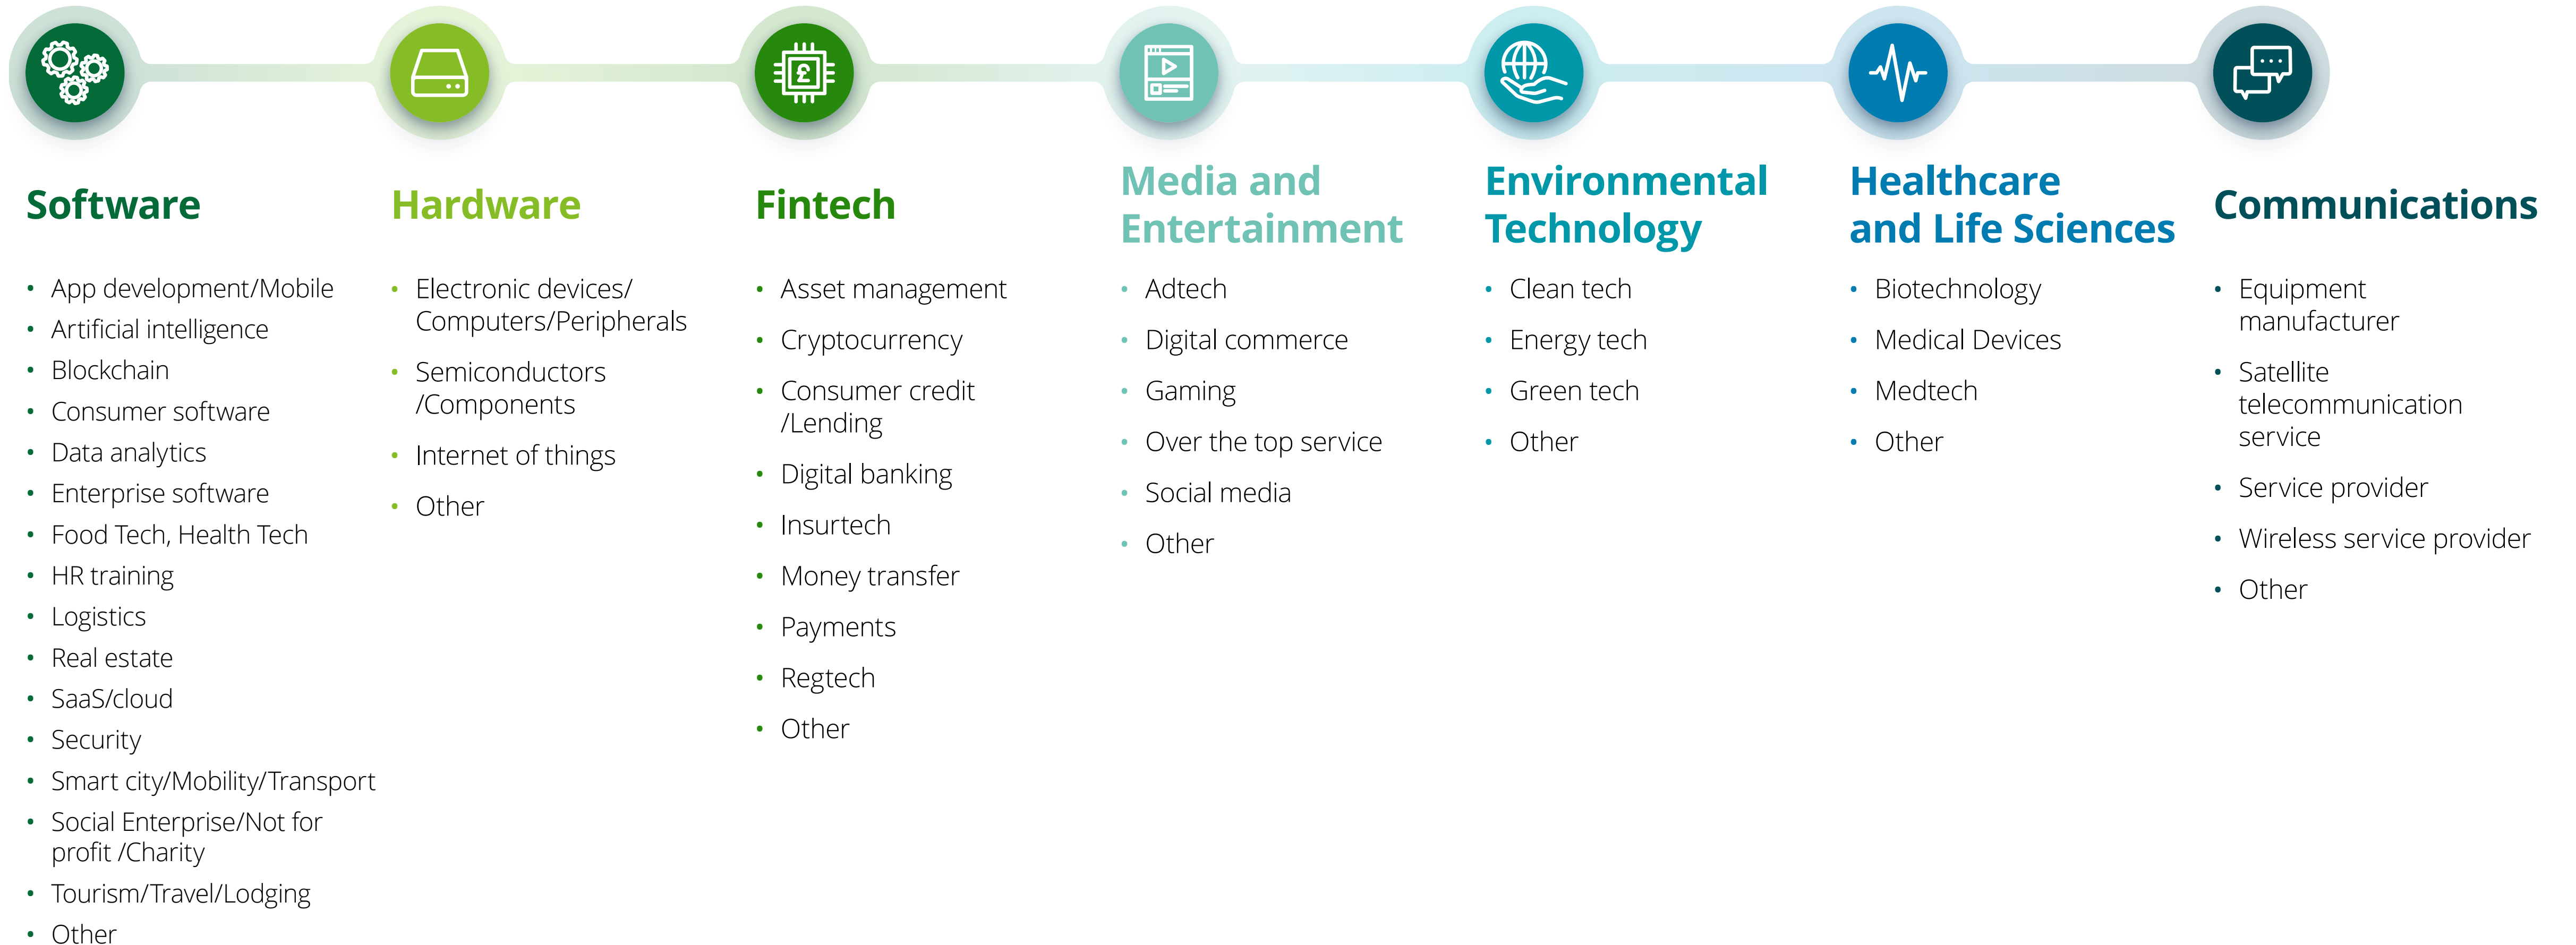 £
Software
App development/Mobile
Artificial intelligence
Blockchain
Consumer software
Data analytics
Enterprise software
Food Tech, Health Tech
HR training
Logistics
Real estate
SaaS/cloud
Security
Smart city/Mobility/Transport
Social Enterprise/Not for
profit /Charity
Tourism/Travel/Lodging
Other
Hardware
Electronic devices/
Computers/Peripherals
Semiconductors
/Components
Internet of things
Other
Fintech
Asset management
Cryptocurrency
Consumer credit
/Lending
Digital banking
Insurtech
Money transfer
Payments
Regtech
Other
Media and
Entertainment
Adtech
Digital commerce
Gaming
Over the top service
Social media
Other
Environmental
Technology
Clean tech
Energy tech
Green tech
Other
Healthcare
and Life Sciences
Biotechnology
Medical Devices
Medtech
Other
Communications
Equipment
manufacturer
Satellite
telecommunication
service
Service provider
Wireless service provider
Other